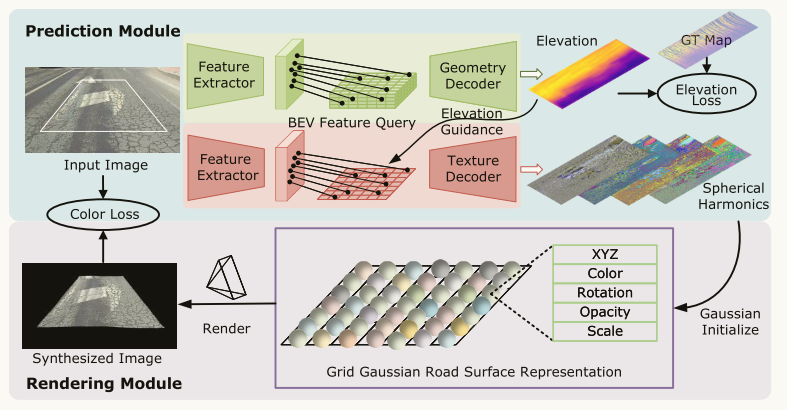 Prediction Module
Input Image
Color Loss
Feature
Extractor
BEV Feature Query
Geometry
Decoder
Elevation
GT Map
Elevation
Loss
Elevation
Guidance
Feature
Extractor
Texture
Decoder
Spherical
Harmonics
Gaussian
Initialize
XYZ
Color
Rotation
Opacity
Scale
Grid Gaussian Road Surface Representation
Render
Synthesized Image
Rendering Module